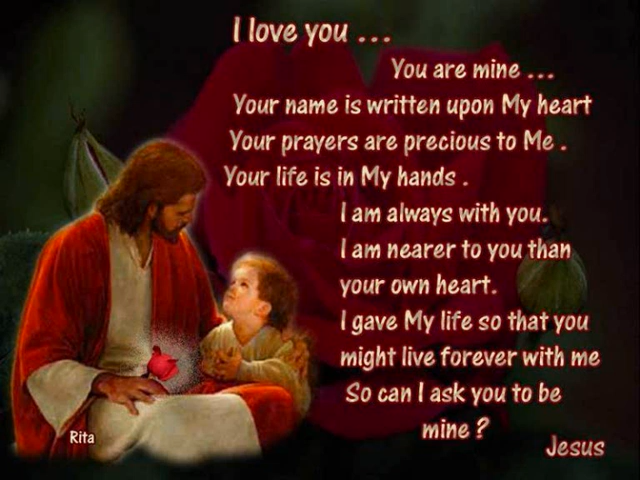 I love you ...
You are mine ...
Your name is written upon My heart
Your prayers are precious to Me .
Your life is in My hands .
I am always with you.
I am nearer to you than
your own heart.
I gave My life so that you
might live forever with me
So can I ask you to be
mine ?
Jesus
Rita